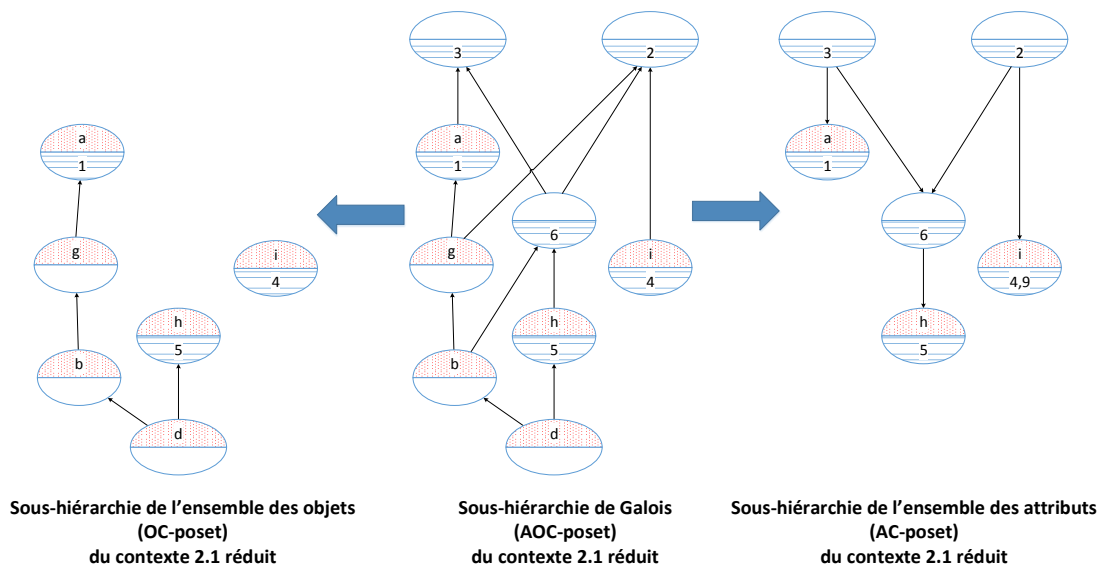 3
a
1
g
i
4
h
5
b
d
3
2
a
1
6
g
i
4
h
5
b
d
3
2
a
1
6
i
4,9
h
5
Sous-hiérarchie de l'ensemble des objets
(OC-poset)
du contexte 2.1 réduit
Sous-hiérarchie de Galois
(AOC-poset)
du contexte 2.1 réduit
Sous-hiérarchie de l'ensemble des attributs
(AC-poset)
du contexte 2.1 réduit